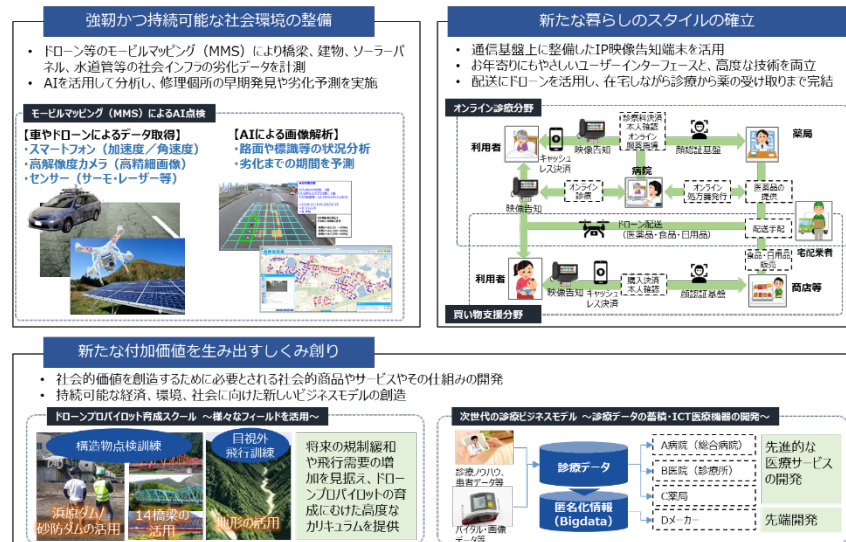 強靭かつ持続可能な社会環境の整備
• ドローン等のモービルマッピング（MMS）により橋梁、建物、ソーラーパ
ネル、水道管等の社会インフラの劣化データを計測
• AIを活用して分析し、修理個所の早期発見や劣化予測を実施
モービルマッピング（MMS）によるAI点検
【車やドローンによるデータ取得】
・スマートフォン（加速度／角速度）
・高解像度カメラ（高精細画像）
・センサー（サーモ・レーザー等）
【AIによる画像解析】
・路面や標識等の状況分析
・劣化までの期間を予測
新たな暮らしのスタイルの確立
• 通信基盤上に整備したIP映像告知端末を活用
• お年寄りにもやさしいユーザーインターフェースと、高度な技術を両立
• 配送にドローンを活用し、在宅しながら診療から薬の受け取りまで完結
オンライン診療分野
利用者
キャッシュ
レス決済
映像告知
診療科決済
本人確認
オンライン
服薬指導
顔認証基盤
薬局
病院
映像告知
オンライン
診療
オンライン
処方箋発行
医薬品の
提供
ドローン配送
（医薬品・食品・日用品）
配送手配
宅配業者
食品・日用品
販売
利用者
映像告知
キャッシュ
レス決済
購入決済
本人確認
顔認証基盤
商店等
買い物支援分野
新たな付加価値を生み出すしくみ創り
• 社会的価値を創造するために必要とされる社会的商品やサービスやその仕組みの開発
• 持続可能な経済、環境、社会に向けた新しいビジネスモデルの創造
ドローンプロパイロット育成スクール ～様々なフィールドを活用～
構造物点検訓練
浜原ダム/
砂防ダムの活用
14橋梁の
活用
目視外
飛行訓練
地形の活用
将来の規制緩和
や飛行需要の増
加を見据え、ドロー
ンプロパイロットの育
成にむけた高度な
カリキュラムを提供
次世代の診療ビジネスモデル ～診療データの蓄積・ICT医療機器の開発～
診療ノウハウ、
患者データ等
バイタル・画像
データ等
診療データ
匿名化情報
（Bigdata）
A病院（総合病院）
B医院（診療所）
C薬局
Dメーカー
先進的な
医療サービス
の開発
先端開発